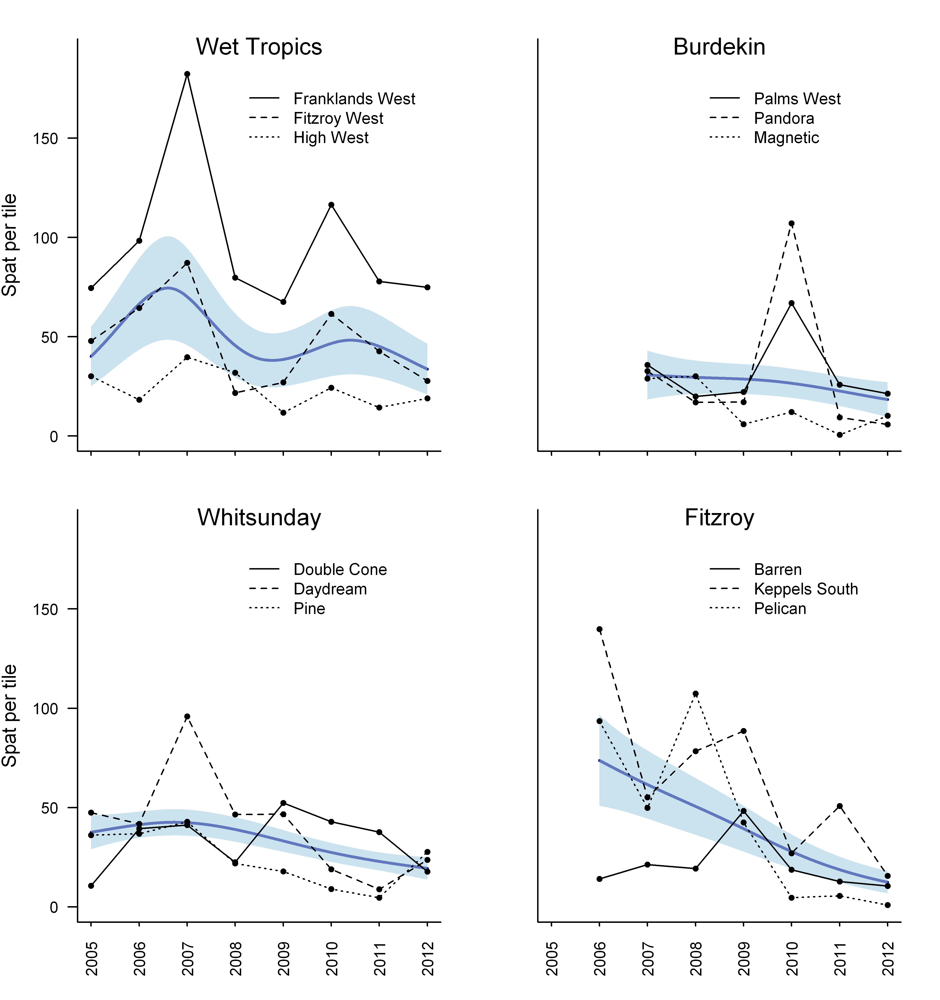 Wet Tropics
Franklands West
Fitzroy West
High West
Spat per tile
150
100
50
0
Burdekin
Palms West
Pandora
Magnetic
Whitsunday
Double Cone
Daydream
Pine
Spat per tile
150
100
50
0
2005
2006
2007
2008
2009
2010
2011
2012
Fitzroy
Barren
Keppels South
Pelican
2005
2006
2007
2008
2009
2010
2011
2012